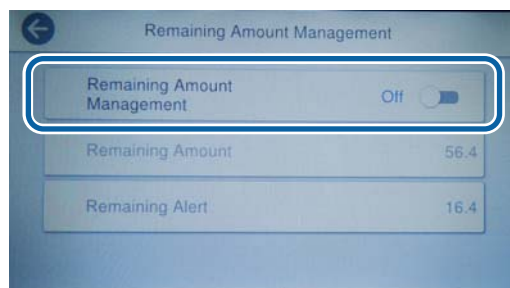 Remaining Amount Management
Remaining Amount
Management
Off
Remaining Amount
56.4
Remaining Alert
16.4